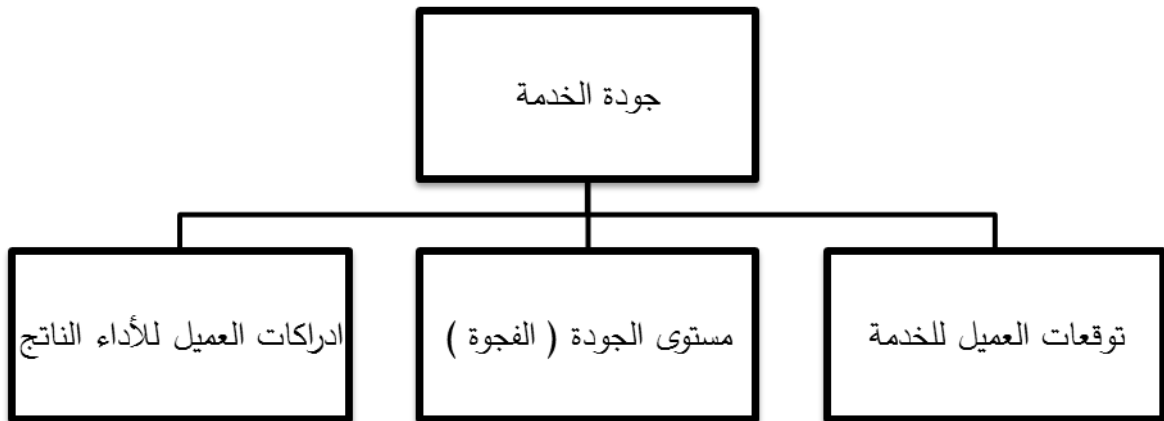 جودة الخدمة
توقعات العميل للخدمة
مستوى الجودة ( الفجوة )
ادراكات العميل للأداء الناتج